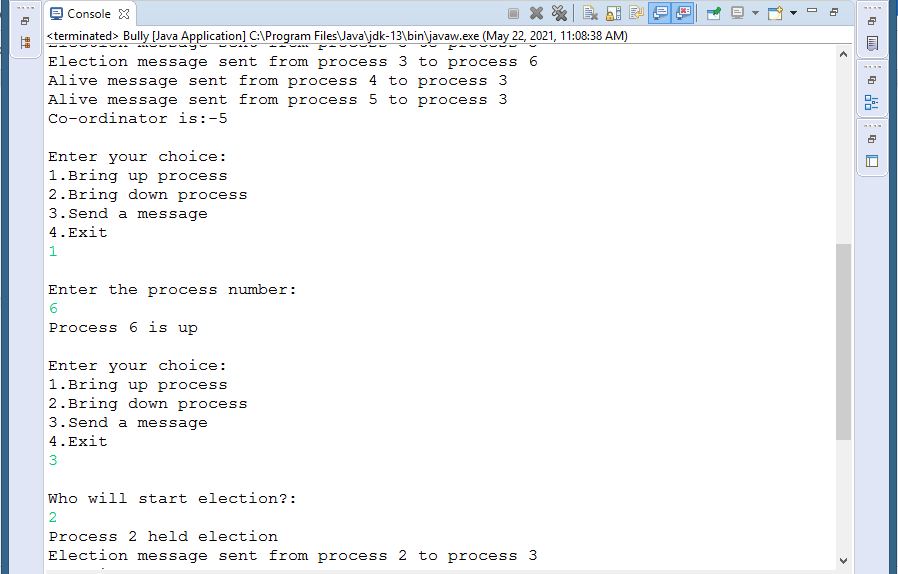 Console
<terminated> Bully [Java Application] C:\Program Files\Java\jdk-13\bin\javaw.exe (May 22, 2021, 11:08:38 AM)
Election message sent from process 3 to process 6
Alive message sent from process 4 to process 3
Alive message sent from process 5 to process 3
Co-ordinator is:-5
Enter your choice:
1.Bring up process
2.Bring down process
3.Send a message
4.Exit
1
Enter the process number:
6
Process 6 is up
Enter your choice:
1.Bring up process
2.Bring down process
3.Send a message
4.Exit
3
Who will start election?:
2
Process 2 held election
Election message sent from process 2 to process 3